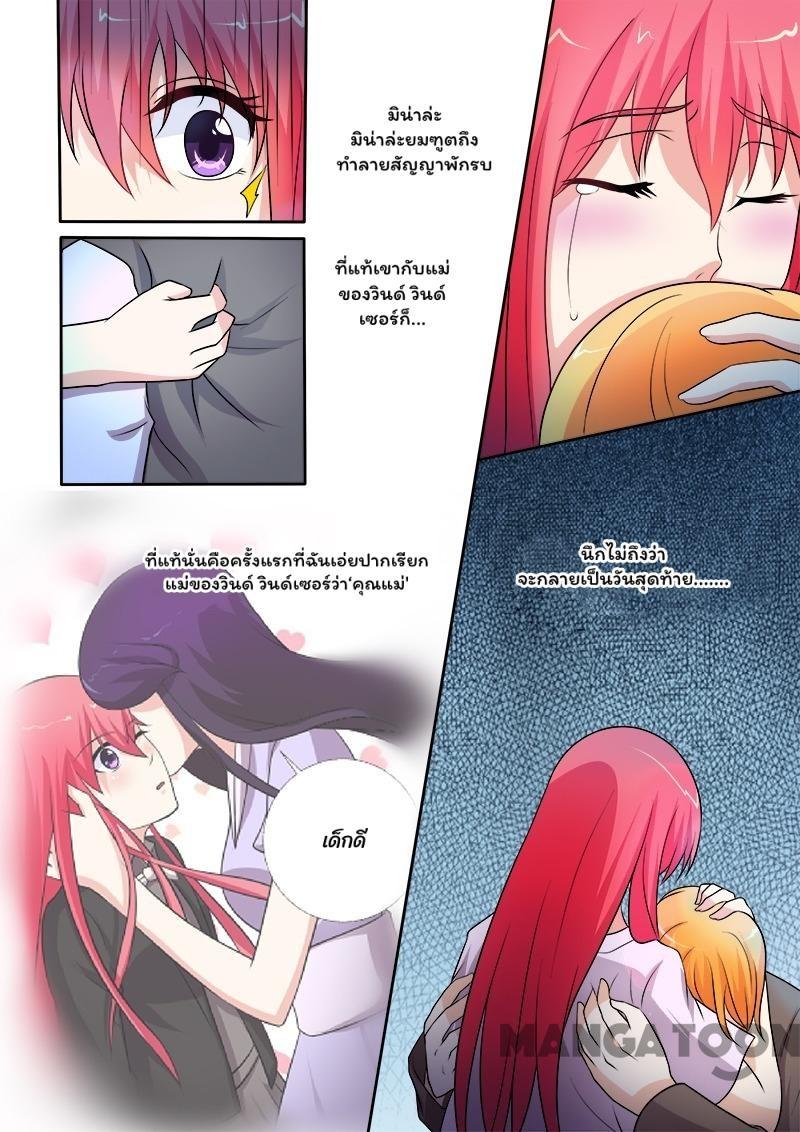 มิน่าล่ะ
มิน่าล่ะยมฑูตถึง
ทำลายสัญญาพักรบ
ที่แท้เขากับแม่
ของวินด์ วินด์
เซอร์ก็...
ที่แท้นั่นคือครั้งแรกที่ฉันเอ่ยปากเรียก
แม่ของวินด์ วินด์เซอร์ว่า'คุณแม่'
นึกไม่ถึงว่า
จะกลายเป็นวันสุดท้าย.......
เด็กดี
MANGATOON